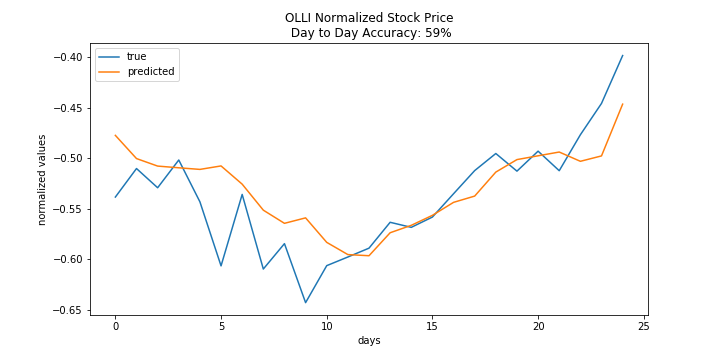 OLLI Normalized Stock Price
Day to Day Accuracy: 59%
true
predicted
normalized values
−0.40
−0.45
−0.50
−0.55
−0.60
−0.65
0 5 10 15 20 25
days